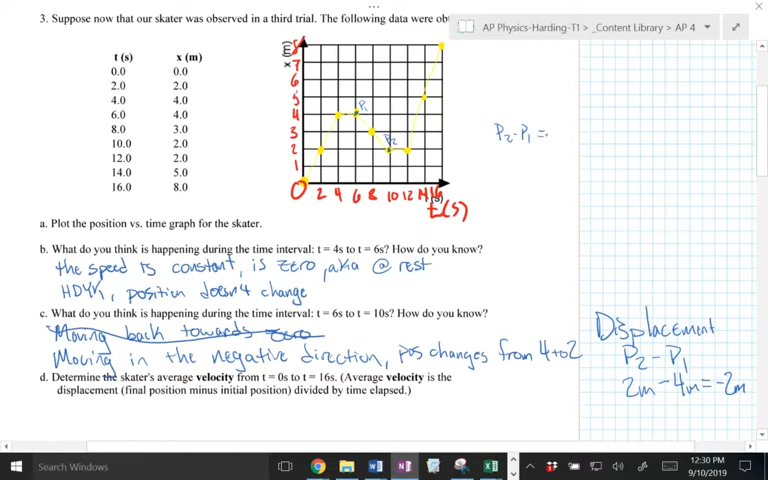 3. Suppose now that our skater was observed in a third trial. The following data were ob
AP Physics-Harding-T1 > _Content Library > AP 4
t (s) x (m)
0.0 0.0
2.0 2.0
4.0 4.0
6.0 4.0
8.0 3.0
10.0 2.0
12.0 2.0
14.0 5.0
16.0 8.0
x (m)
8
7
6
5
4
3
2
1
0
2 4 6 8 10 12 14 16
t(s)
P1
P2
P2-P1 =
a. Plot the position vs. time graph for the skater.
b. What do you think is happening during the time interval: t = 4s to t = 6s? How do you know?
the speed is constant, is zero, aka @ rest
HDYK, position doesn't change
c. What do you think is happening during the time interval: t = 6s to t = 10s? How do you know?
Moving back towards zero
Moving in the negative direction, pos changes from 4 to 2
d. Determine the skater's average velocity from t = 0s to t = 16s. (Average velocity is the
displacement (final position minus initial position) divided by time elapsed.)
Displacement
P2 - P1
2m - 4m = -2m
Search Windows
12:30 PM
9/10/2019